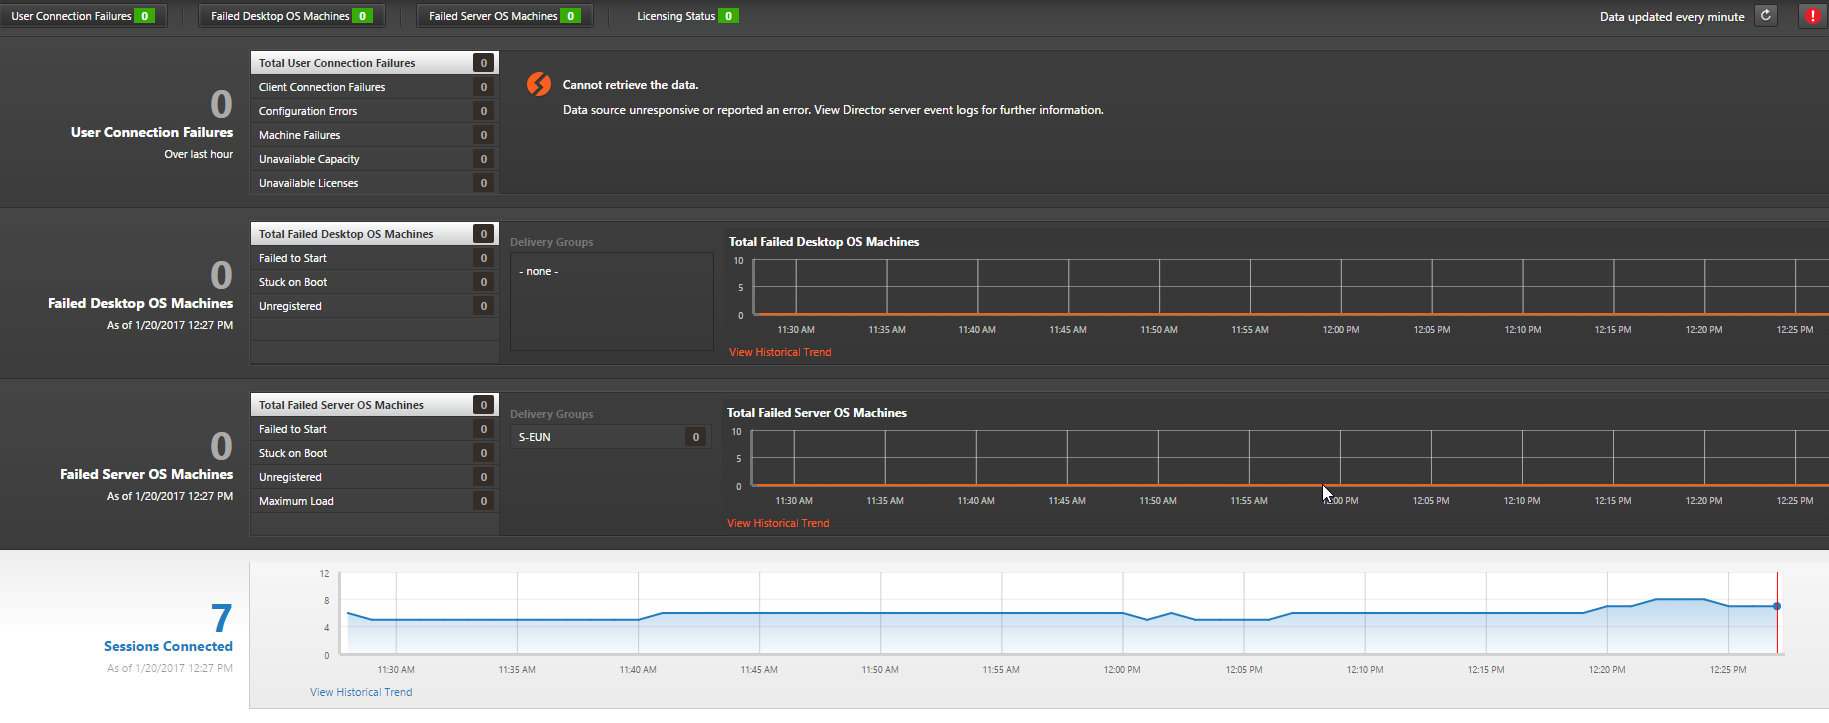 User Connection Failures 0 Failed Desktop OS Machines 0 Failed Server OS Machines 0 Licensing Status 0 Data updated every minute
0
User Connection Failures
Over last hour
Total User Connection Failures 0
Client Connection Failures 0
Configuration Errors 0
Machine Failures 0
Unavailable Capacity 0
Unavailable Licenses 0
Cannot retrieve the data.
Data source unresponsive or reported an error. View Director server event logs for further information.
0
Failed Desktop OS Machines
As of 1/20/2017 12:27 PM
Total Failed Desktop OS Machines 0
Failed to Start 0
Stuck on Boot 0
Unregistered 0
Delivery Groups
- none -
Total Failed Desktop OS Machines
10
5
0
11:30 AM 11:35 AM 11:40 AM 11:45 AM 11:50 AM 11:55 AM 12:00 PM 12:05 PM 12:10 PM 12:15 PM 12:20 PM 12:25 PM
View Historical Trend
0
Failed Server OS Machines
As of 1/20/2017 12:27 PM
Total Failed Server OS Machines 0
Failed to Start 0
Stuck on Boot 0
Unregistered 0
Maximum Load 0
Delivery Groups
S-EUN 0
Total Failed Server OS Machines
10
5
0
11:30 AM 11:35 AM 11:40 AM 11:45 AM 11:50 AM 11:55 AM 12:00 PM 12:05 PM 12:10 PM 12:15 PM 12:20 PM 12:25 PM
View Historical Trend
7
Sessions Connected
As of 1/20/2017 12:27 PM
12
8
4
0
11:30 AM 11:35 AM 11:40 AM 11:45 AM 11:50 AM 11:55 AM 12:00 PM 12:05 PM 12:10 PM 12:15 PM 12:20 PM 12:25 PM
View Historical Trend